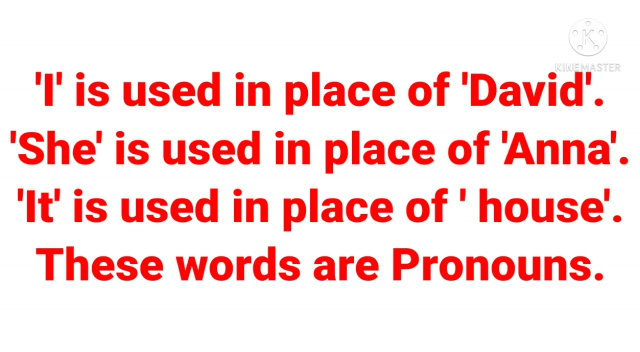 KINEMASTER
'I' is used in place of 'David'.
'She' is used in place of 'Anna'.
'It' is used in place of ' house'.
These words are Pronouns.